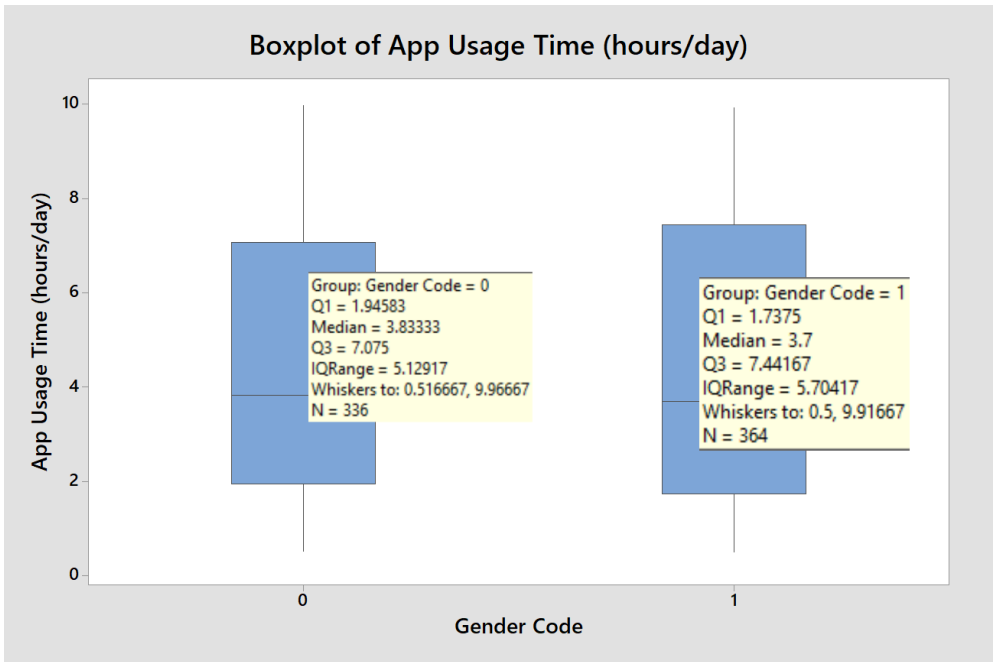 Boxplot of App Usage Time (hours/day)
App Usage Time (hours/day)
10
8
6
4
2
0
Group: Gender Code = 0
Q1 = 1.94583
Median = 3.83333
Q3 = 7.075
IQRange = 5.12917
Whiskers to: 0.516667, 9.96667
N = 336
Group: Gender Code = 1
Q1 = 1.7375
Median = 3.7
Q3 = 7.44167
IQRange = 5.70417
Whiskers to: 0.5, 9.91667
N = 364
0
1
Gender Code